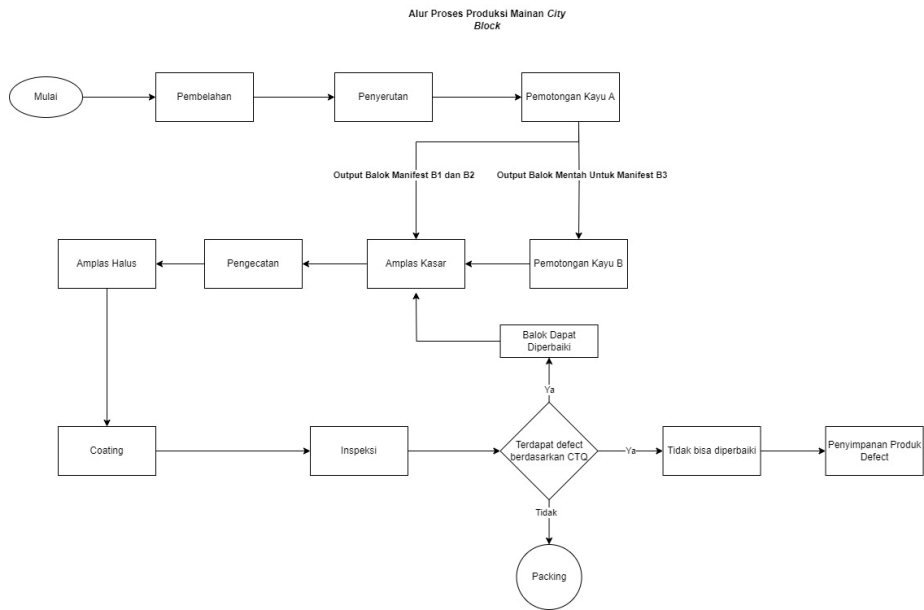 Alur Proses Produksi Mainan City
Block
Mulai
Pembelahan
Penyerutan
Pemotongan Kayu A
Output Balok Manifest B1 dan B2
Output Balok Mentah Untuk Manifest B3
Amplas Halus
Pengecatan
Amplas Kasar
Pemotongan Kayu B
Balok Dapat
Diperbaiki
Ya
Coating
Inspeksi
Terdapat defect
berdasarkan CTQ
Ya
Tidak bisa diperbaiki
Penyimpanan Produk
Defect
Tidak
Packing